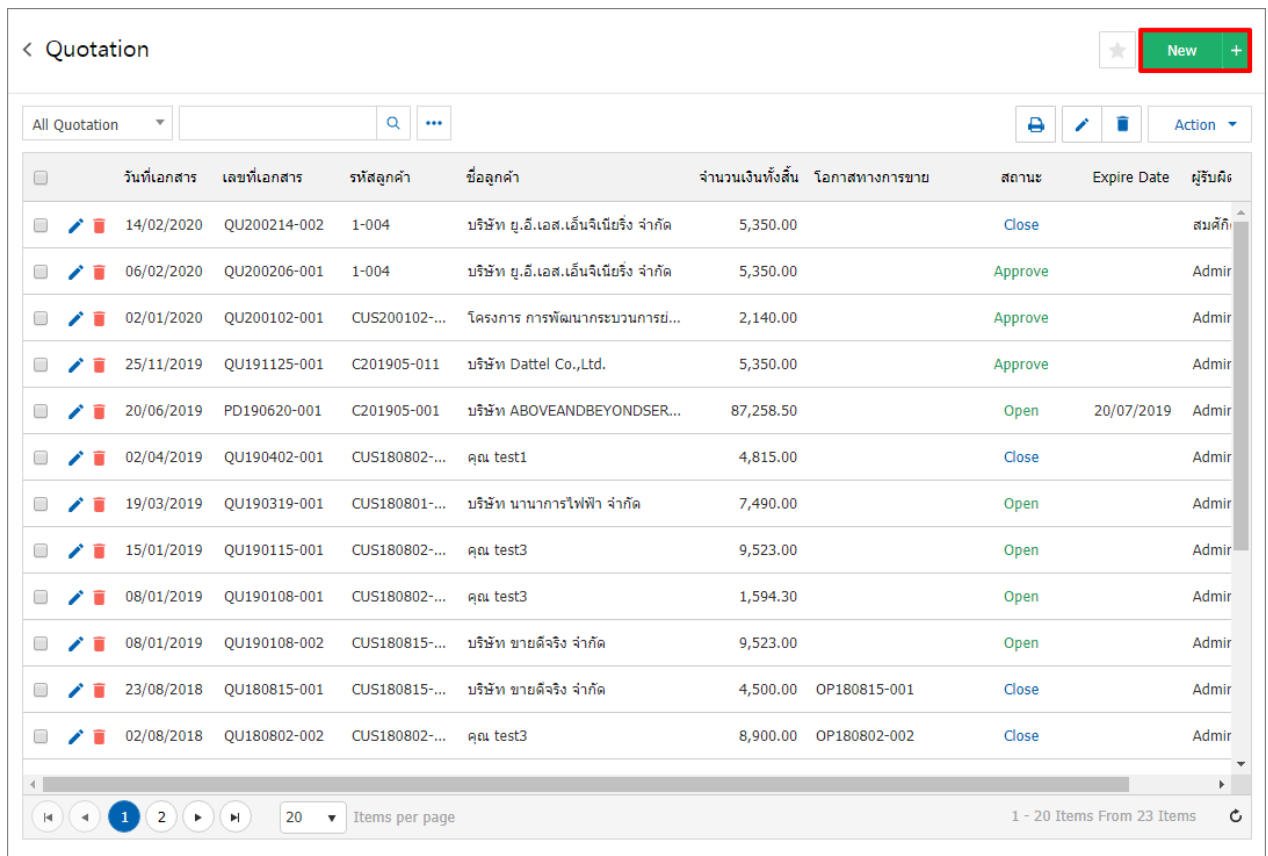 Quotation
New +
All Quotation
Action
วันที่เอกสาร เลขที่เอกสาร รหัสลูกค้า ชื่อลูกค้า จำนวนเงินทั้งสิ้น โอกาสทางการขาย สถานะ Expire Date ผู้รับผิด
14/02/2020 QU200214-002 1-004 บริษัท ยู.อี.เอส.เอ็นจิเนียริ่ง จำกัด 5,350.00 Close สมศักิ
06/02/2020 QU200206-001 1-004 บริษัท ยู.อี.เอส.เอ็นจิเนียริ่ง จำกัด 5,350.00 Approve Admin
02/01/2020 QU200102-001 CUS200102-... โครงการ การพัฒนากระบวนการย่... 2,140.00 Approve Admin
25/11/2019 QU191125-001 C201905-011 บริษัท Dattel Co.,Ltd. 5,350.00 Approve Admin
20/06/2019 PD190620-001 C201905-001 บริษัท ABOVEANDBEYONDSER... 87,258.50 Open 20/07/2019 Admin
02/04/2019 QU190402-001 CUS180802-... คุณ test1 4,815.00 Close Admin
19/03/2019 QU190319-001 CUS180801-... บริษัท นานาการไฟฟ้า จำกัด 7,490.00 Open Admin
15/01/2019 QU190115-001 CUS180802-... คุณ test3 9,523.00 Open Admin
08/01/2019 QU190108-001 CUS180802-... คุณ test3 1,594.30 Open Admin
08/01/2019 QU190108-002 CUS180815-... บริษัท ขายดีจริง จำกัด 9,523.00 Open Admin
23/08/2018 QU180815-001 CUS180815-... บริษัท ขายดีจริง จำกัด 4,500.00 OP180815-001 Close Admin
02/08/2018 QU180802-002 CUS180802-... คุณ test3 8,900.00 OP180802-002 Close Admin
1 2 20 Items per page 1 - 20 Items From 23 Items